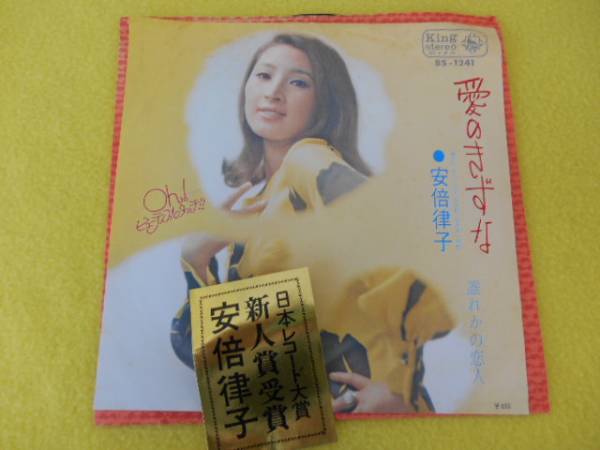 King
stereo
BS-1241
愛のきずな
●安倍律子
誰れかの恋人
Oh!
日本レコード大賞
新人賞受賞
安倍律子